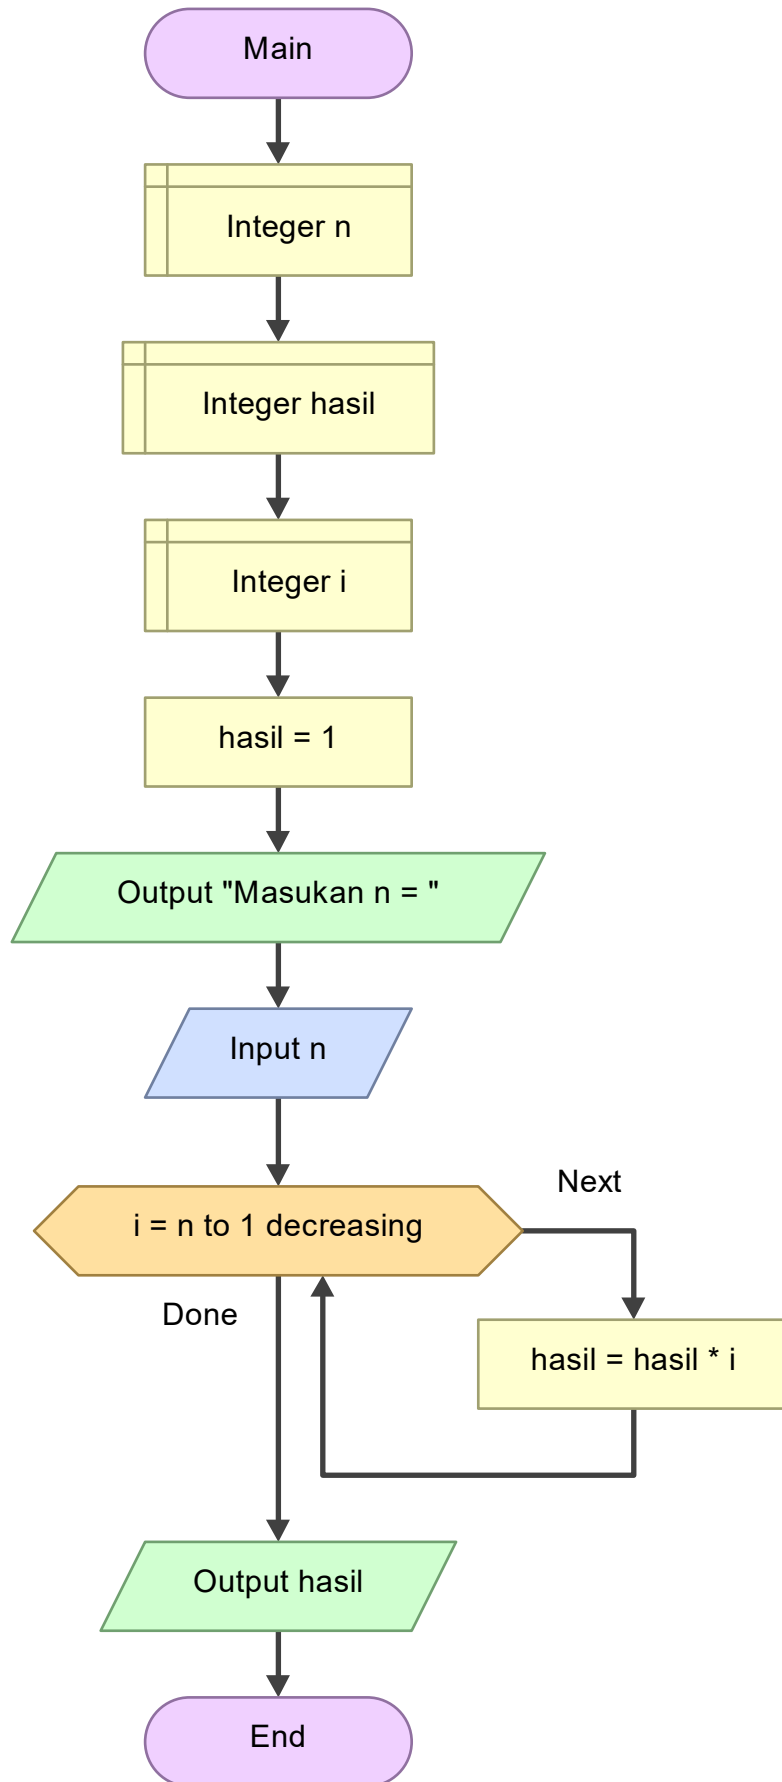 Main
Integer n
Integer hasil
Integer i
hasil = 1
Output "Masukan n = "
Input n
i = n to 1 decreasing
Next
hasil = hasil * i
Done
Output hasil
End